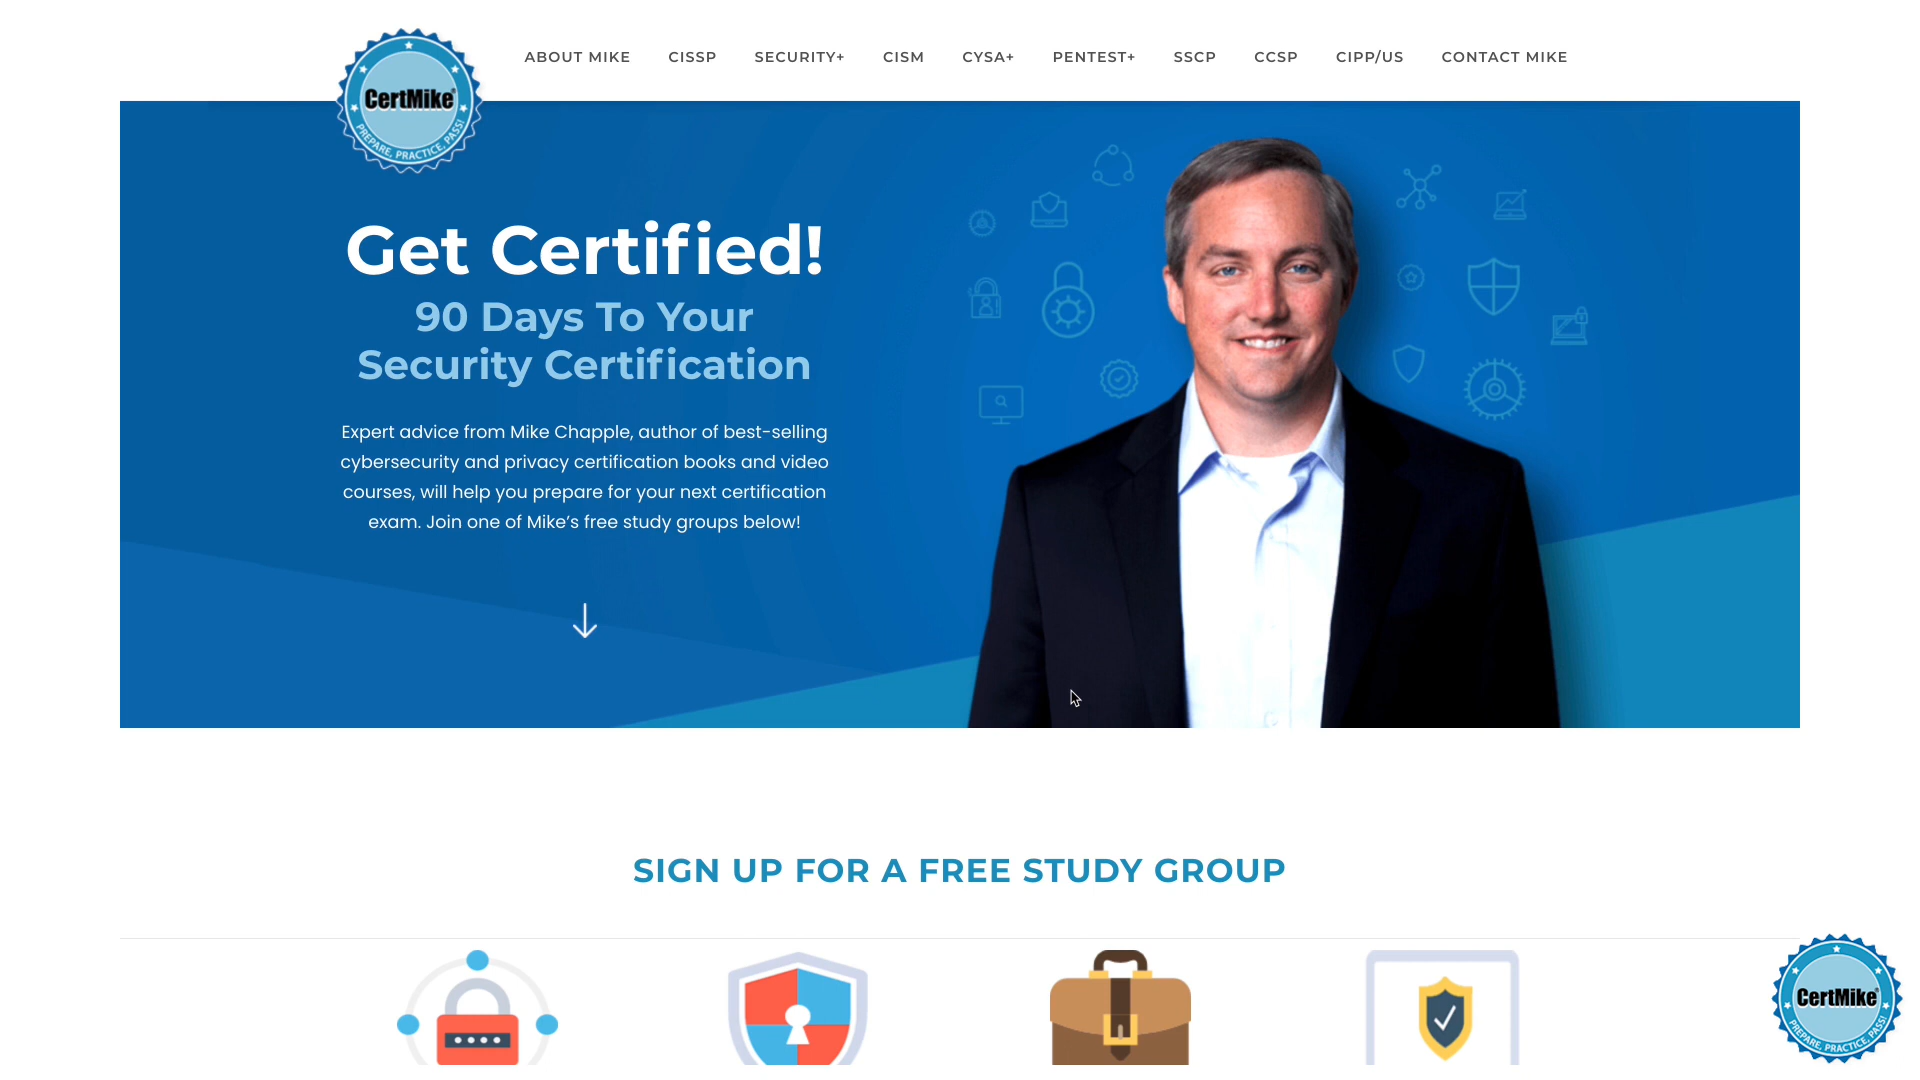 CertMike®
PREPARE, PRACTICE, PASS!
ABOUT MIKE CISSP SECURITY+ CISM CYSA+ PENTEST+ SSCP CCSP CIPP/US CONTACT MIKE
Get Certified!
90 Days To Your
Security Certification
Expert advice from Mike Chapple, author of best-selling
cybersecurity and privacy certification books and video
courses, will help you prepare for your next certification
exam. Join one of Mike’s free study groups below!
SIGN UP FOR A FREE STUDY GROUP
CertMike®
PREPARE, PRACTICE, PASS!